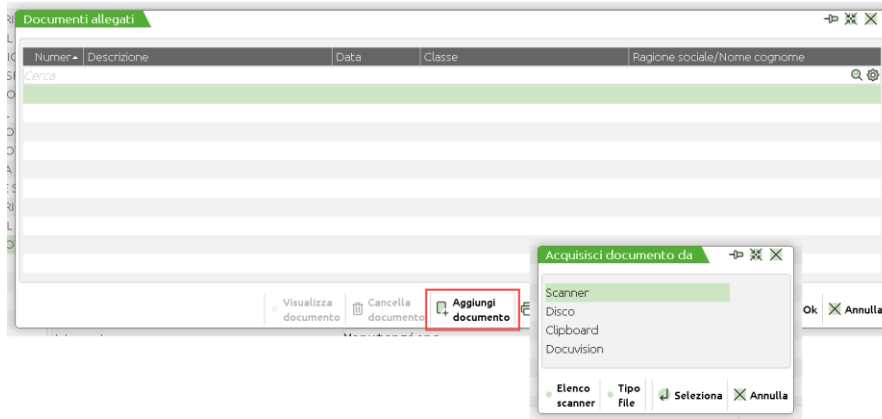 Documenti allegati
Numer Descrizione Data Classe Ragione sociale/Nome cognome
Cerca
Visualizza documento
Cancella documento
Aggiungi documento
Ok Annulla
Acquisisci documento da
Scanner
Disco
Clipboard
Docuvision
Elenco scanner
Tipo file
Seleziona
Annulla